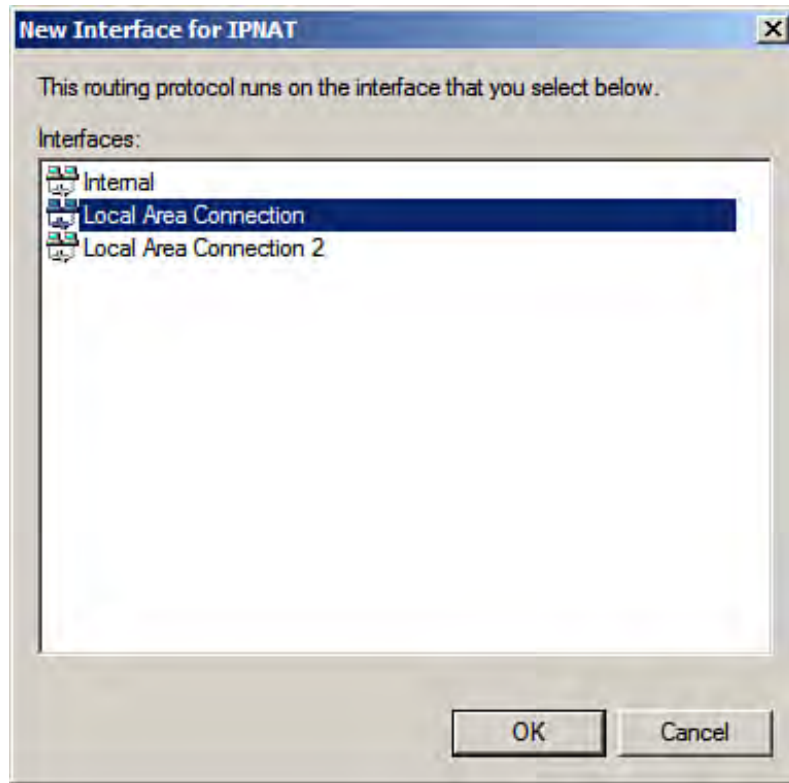 New Interface for IPNAT
This routing protocol runs on the interface that you select below.
Interfaces:
Internal
Local Area Connection
Local Area Connection 2
OK Cancel